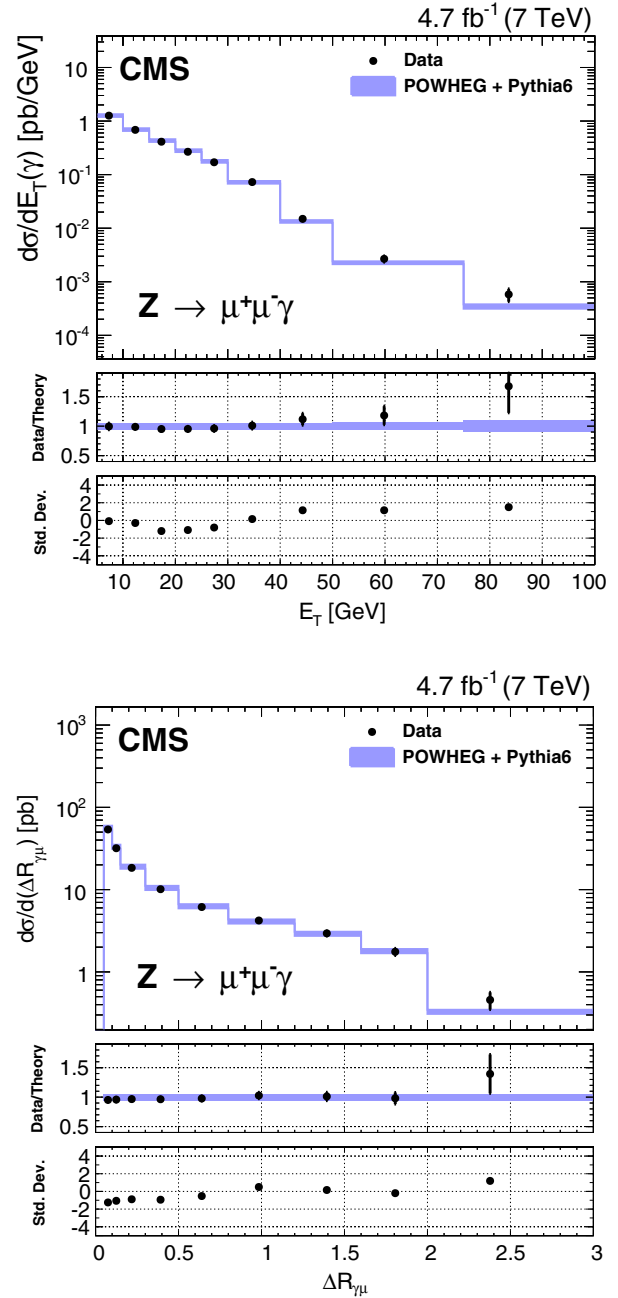 4.7 fb⁻¹ (7 TeV)
CMS
Data
POWHEG + Pythia6
dσ/dE_T(γ) [pb/GeV]
10
1
10⁻¹
10⁻²
10⁻³
10⁻⁴
Z → μ⁺μ⁻γ
Data/Theory
1.5
1
0.5
Std. Dev.
4
2
0
-2
-4
10 20 30 40 50 60 70 80 90 100
E_T [GeV]
4.7 fb⁻¹ (7 TeV)
CMS
Data
POWHEG + Pythia6
dσ/d(ΔR_γμ) [pb]
10³
10²
10
1
Z → μ⁺μ⁻γ
Data/Theory
1.5
1
0.5
Std. Dev.
4
2
0
-2
-4
0 0.5 1 1.5 2 2.5 3
ΔR_γμ